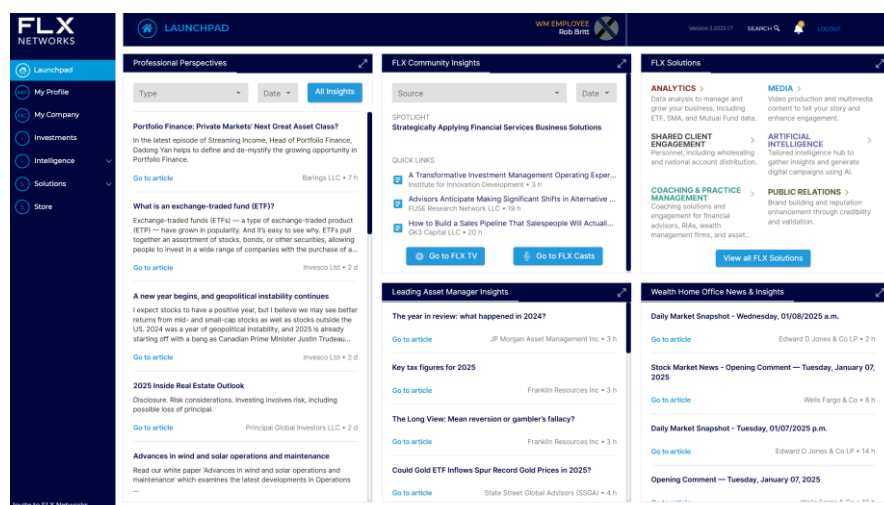 FLX
NETWORKS
LAUNCHPAD
WM EMPLOYEE
Rob Britt
Version 3.2025.1.7
SEARCH
LOGOUT
Launchpad
MP
My Profile
MC
My Company
I
Investments
I
Intelligence
S
Solutions
S
Store
Professional Perspectives
Type
Date
All Insights
Portfolio Finance: Private Markets' Next Great Asset Class?
In the latest episode of Streaming Income, Head of Portfolio Finance,
Dadong Yan helps to define and de-mystify the growing opportunity in
Portfolio Finance.
Go to article
Barings LLC • 7 h
What is an exchange-traded fund (ETF)?
Exchange-traded funds (ETFs) — a type of exchange-traded product
(ETP) — have grown in popularity. And it's easy to see why. ETFs pull
together an assortment of stocks, bonds, or other securities, allowing
people to invest in a wide range of companies with the purchase of a...
Go to article
Invesco Ltd • 2 d
A new year begins, and geopolitical instability continues
I expect stocks to have a positive year, but I believe we may see better
returns from mid- and small-cap stocks as well as stocks outside the
US. 2024 was a year of geopolitical instability, and 2025 is already
starting off with a bang as Canadian Prime Minister Justin Trudeau...
Go to article
Invesco Ltd • 2 d
2025 Inside Real Estate Outlook
Disclosure. Risk considerations. Investing involves risk, including
possible loss of principal.
Go to article
Principal Global Investors LLC • 2 d
Advances in wind and solar operations and maintenance
Read our white paper 'Advances in wind and solar operations and
maintenance' which examines the latest developments in Operations
...
FLX Community Insights
Source
Date
SPOTLIGHT
Strategically Applying Financial Services Business Solutions
QUICK LINKS
A Transformative Investment Management Operating Exper...
Institute for Innovation Development • 3 h
Advisors Anticipate Making Significant Shifts in Alternative ...
FUSE Research Network LLC • 19 h
How to Build a Sales Pipeline That Salespeople Will Actuall...
GK3 Capital LLC • 20 h
Go to FLX TV
Go to FLX Casts
FLX Solutions
ANALYTICS >
Data analysis to manage and
grow your business, including
ETF, SMA, and Mutual Fund data.
MEDIA >
Video production and multimedia
content to tell your story and
enhance engagement.
SHARED CLIENT
ENGAGEMENT >
Personnel, including wholesaling
and national account distribution.
ARTIFICIAL
INTELLIGENCE >
Tailored intelligence hub to
gather insights and generate
digital campaigns using AI.
COACHING & PRACTICE
MANAGEMENT >
Coaching solutions and
engagement for financial
advisors, RIAs, wealth
management firms, and asset...
PUBLIC RELATIONS >
Brand building and reputation
enhancement through credibility
and validation.
View all FLX Solutions
Leading Asset Manager Insights
The year in review: what happened in 2024?
Go to article
JP Morgan Asset Management Inc • 3 h
Key tax figures for 2025
Go to article
Franklin Resources Inc • 3 h
The Long View: Mean reversion or gambler's fallacy?
Go to article
Franklin Resources Inc • 3 h
Could Gold ETF Inflows Spur Record Gold Prices in 2025?
Go to article
State Street Global Advisors (SSGA) • 4 h
Wealth Home Office News & Insights
Daily Market Snapshot - Wednesday, 01/08/2025 a.m.
Go to article
Edward D Jones & Co LP • 2 h
Stock Market News - Opening Comment — Tuesday, January 07,
2025
Go to article
Wells Fargo & Co • 8 h
Daily Market Snapshot - Tuesday, 01/07/2025 p.m.
Go to article
Edward D Jones & Co LP • 14 h
Opening Comment — Tuesday, January 07, 2025